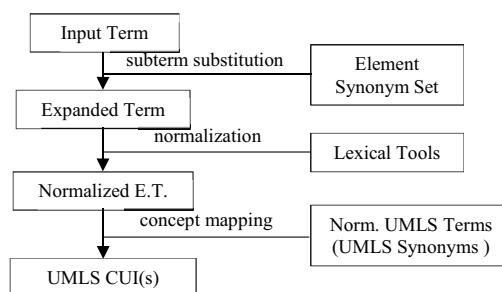 Input Term
subterm substitution
Element
Synonym Set
Expanded Term
normalization
Lexical Tools
Normalized E.T.
concept mapping
Norm. UMLS Terms
(UMLS Synonyms )
UMLS CUI(s)